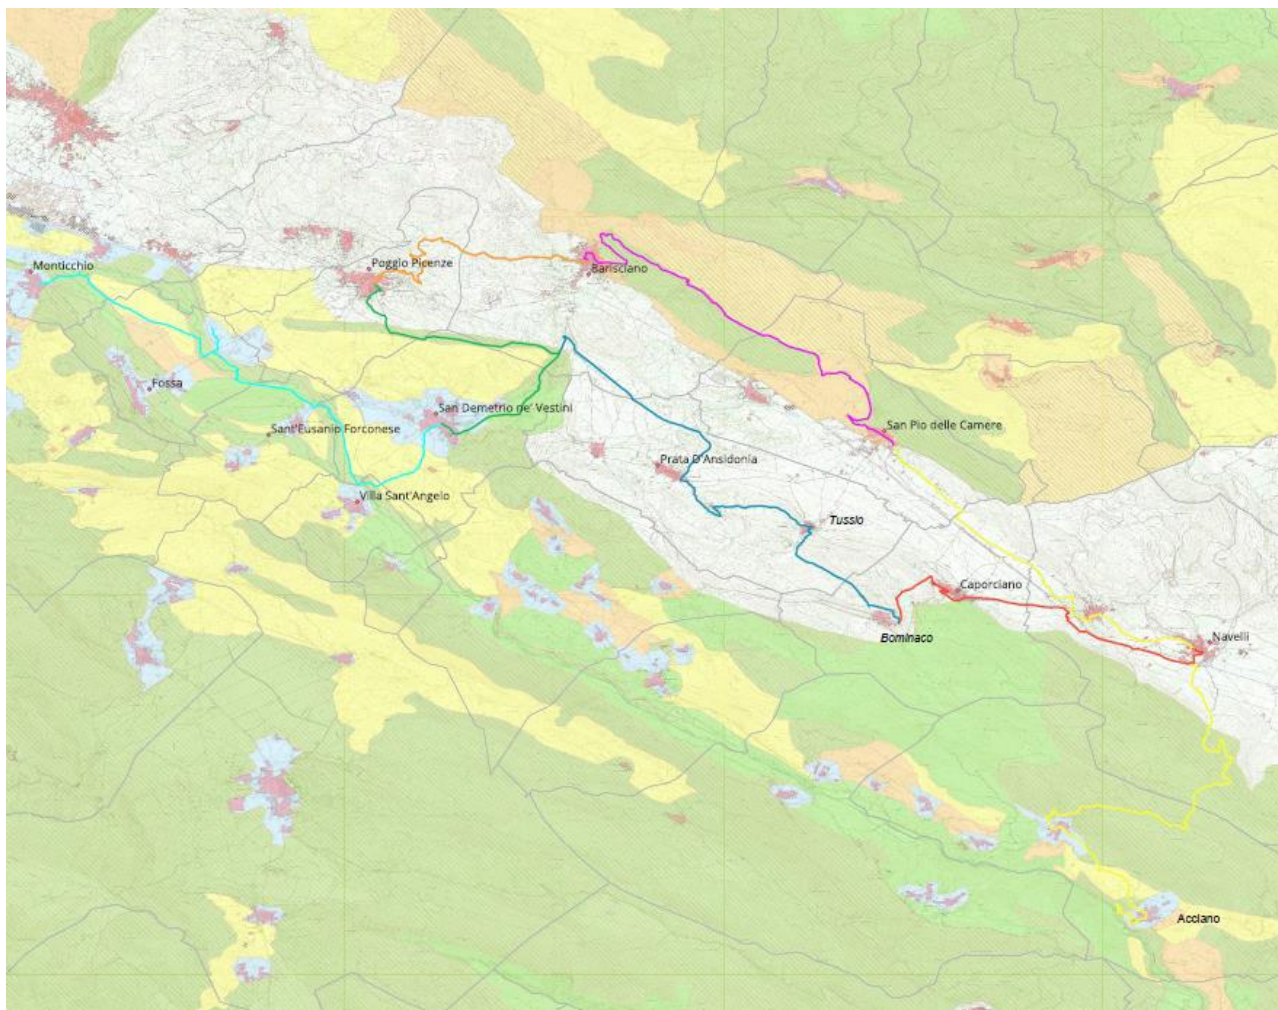 Monticchio
Poggio Picenze
Barisciano
Fossa
San Demetrio ne' Vestini
Sant'Eusanio Forconese
San Pio delle Camere
Prata D'Ansidonia
Villa Sant'Angelo
Tussio
Caporciano
Bominaco
Navelli
Acciano